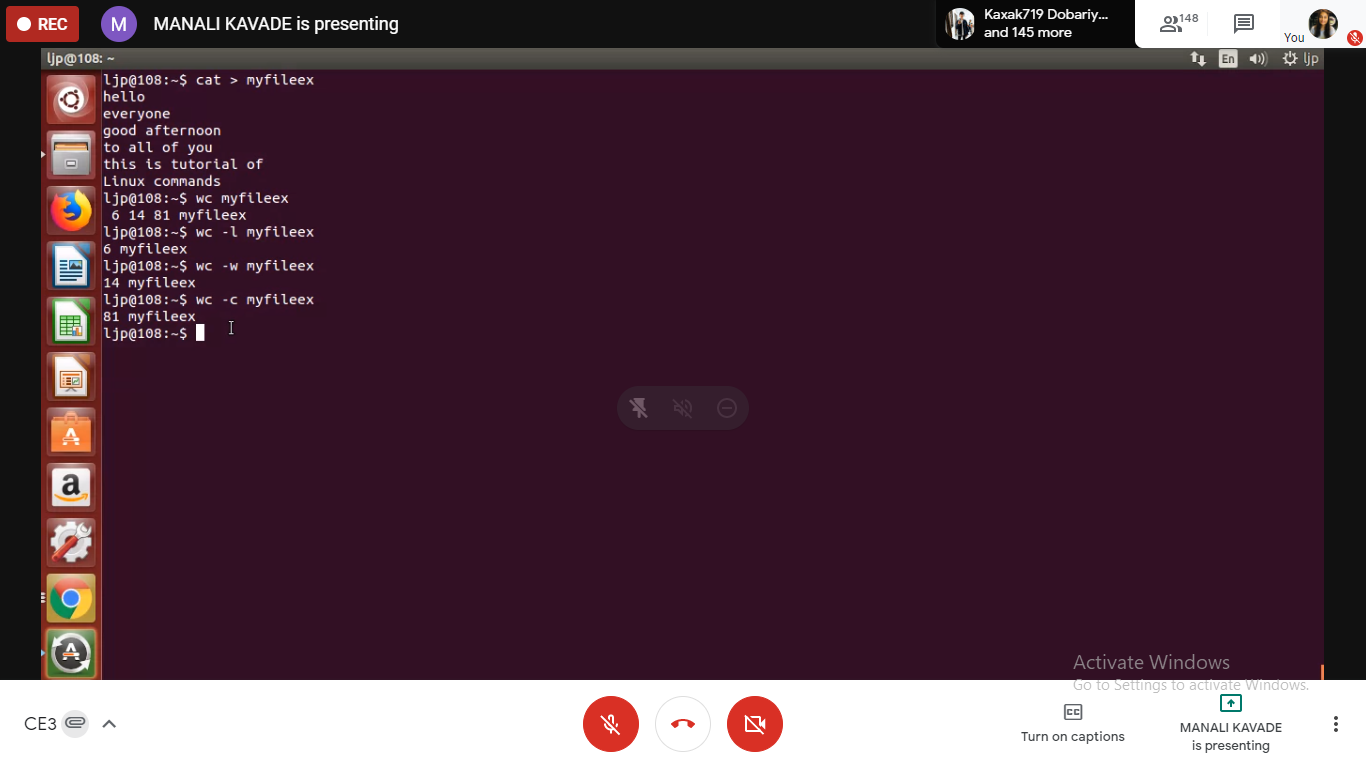 REC
M
MANALI KAVADE is presenting
Kaxak719 Dobariy...
and 145 more
148
You
ljp@108: ~
En
ljp
ljp@108:~$ cat > myfileex
hello
everyone
good afternoon
to all of you
this is tutorial of
Linux commands
ljp@108:~$ wc myfileex
6 14 81 myfileex
ljp@108:~$ wc -l myfileex
6 myfileex
ljp@108:~$ wc -w myfileex
14 myfileex
ljp@108:~$ wc -c myfileex
81 myfileex
ljp@108:~$
a
Activate Windows
Go to Settings to activate Windows.
CE3
CC
Turn on captions
MANALI KAVADE
is presenting